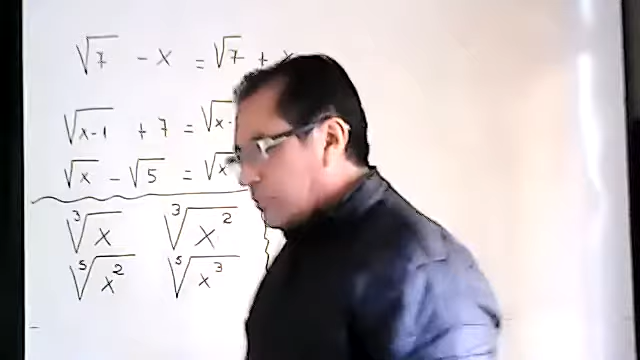 √7 - x = √7 + x
√x-1 + 7 = √x-
√x - √5 = √x
∛x ∛x²
⁵√x² ⁵√x³